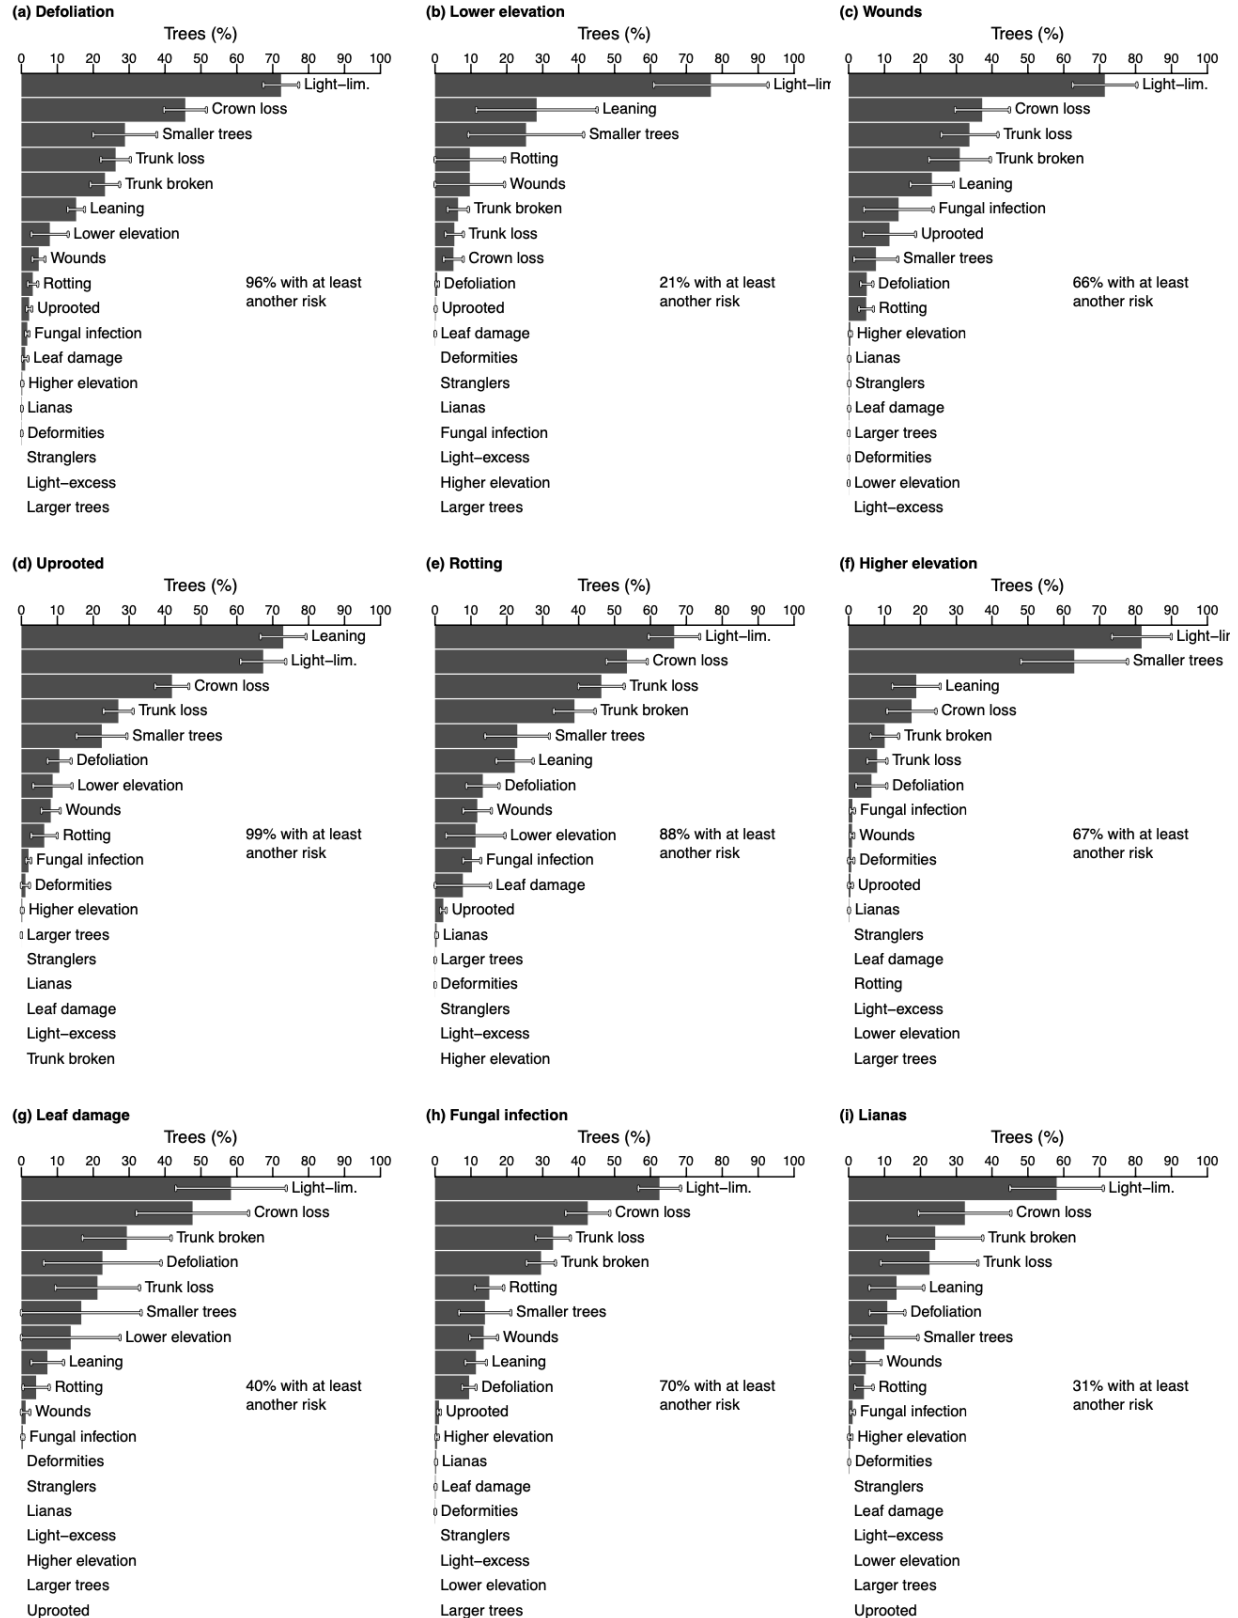 (a) Defoliation
Trees (%)
0 10 20 30 40 50 60 70 80 90 100
Light−lim.
Crown loss
Smaller trees
Trunk loss
Trunk broken
Leaning
Lower elevation
Wounds
Rotting
Uprooted
Fungal infection
Leaf damage
Higher elevation
Lianas
Deformities
Stranglers
Light−excess
Larger trees
96% with at least
another risk
(b) Lower elevation
Trees (%)
0 10 20 30 40 50 60 70 80 90 100
Light−lim
Leaning
Smaller trees
Rotting
Wounds
Trunk broken
Trunk loss
Crown loss
Defoliation
Uprooted
Leaf damage
Deformities
Stranglers
Lianas
Fungal infection
Light−excess
Higher elevation
Larger trees
21% with at least
another risk
(c) Wounds
Trees (%)
0 10 20 30 40 50 60 70 80 90 100
Light−lim.
Crown loss
Trunk loss
Trunk broken
Leaning
Fungal infection
Uprooted
Smaller trees
Defoliation
Rotting
Higher elevation
Lianas
Stranglers
Leaf damage
Larger trees
Deformities
Lower elevation
Light−excess
66% with at least
another risk
(d) Uprooted
Trees (%)
0 10 20 30 40 50 60 70 80 90 100
Leaning
Light−lim.
Crown loss
Trunk loss
Smaller trees
Defoliation
Lower elevation
Wounds
Rotting
Fungal infection
Deformities
Higher elevation
Larger trees
Stranglers
Lianas
Leaf damage
Light−excess
Trunk broken
99% with at least
another risk
(e) Rotting
Trees (%)
0 10 20 30 40 50 60 70 80 90 100
Light−lim.
Crown loss
Trunk loss
Trunk broken
Smaller trees
Leaning
Defoliation
Wounds
Lower elevation
Fungal infection
Leaf damage
Uprooted
Lianas
Larger trees
Deformities
Stranglers
Light−excess
Higher elevation
88% with at least
another risk
(f) Higher elevation
Trees (%)
0 10 20 30 40 50 60 70 80 90 100
Light−lir
Smaller trees
Leaning
Crown loss
Trunk broken
Trunk loss
Defoliation
Fungal infection
Wounds
Deformities
Uprooted
Lianas
Stranglers
Leaf damage
Rotting
Light−excess
Lower elevation
Larger trees
67% with at least
another risk
(g) Leaf damage
Trees (%)
0 10 20 30 40 50 60 70 80 90 100
Light−lim.
Crown loss
Trunk broken
Defoliation
Trunk loss
Smaller trees
Lower elevation
Leaning
Rotting
Wounds
Fungal infection
Deformities
Stranglers
Lianas
Light−excess
Higher elevation
Larger trees
Uprooted
40% with at least
another risk
(h) Fungal infection
Trees (%)
0 10 20 30 40 50 60 70 80 90 100
Light−lim.
Crown loss
Trunk loss
Trunk broken
Rotting
Smaller trees
Wounds
Leaning
Defoliation
Uprooted
Higher elevation
Lianas
Leaf damage
Deformities
Stranglers
Light−excess
Lower elevation
Larger trees
70% with at least
another risk
(i) Lianas
Trees (%)
0 10 20 30 40 50 60 70 80 90 100
Light−lim.
Crown loss
Trunk broken
Trunk loss
Leaning
Defoliation
Smaller trees
Wounds
Rotting
Fungal infection
Higher elevation
Deformities
Stranglers
Leaf damage
Light−excess
Lower elevation
Larger trees
Uprooted
31% with at least
another risk